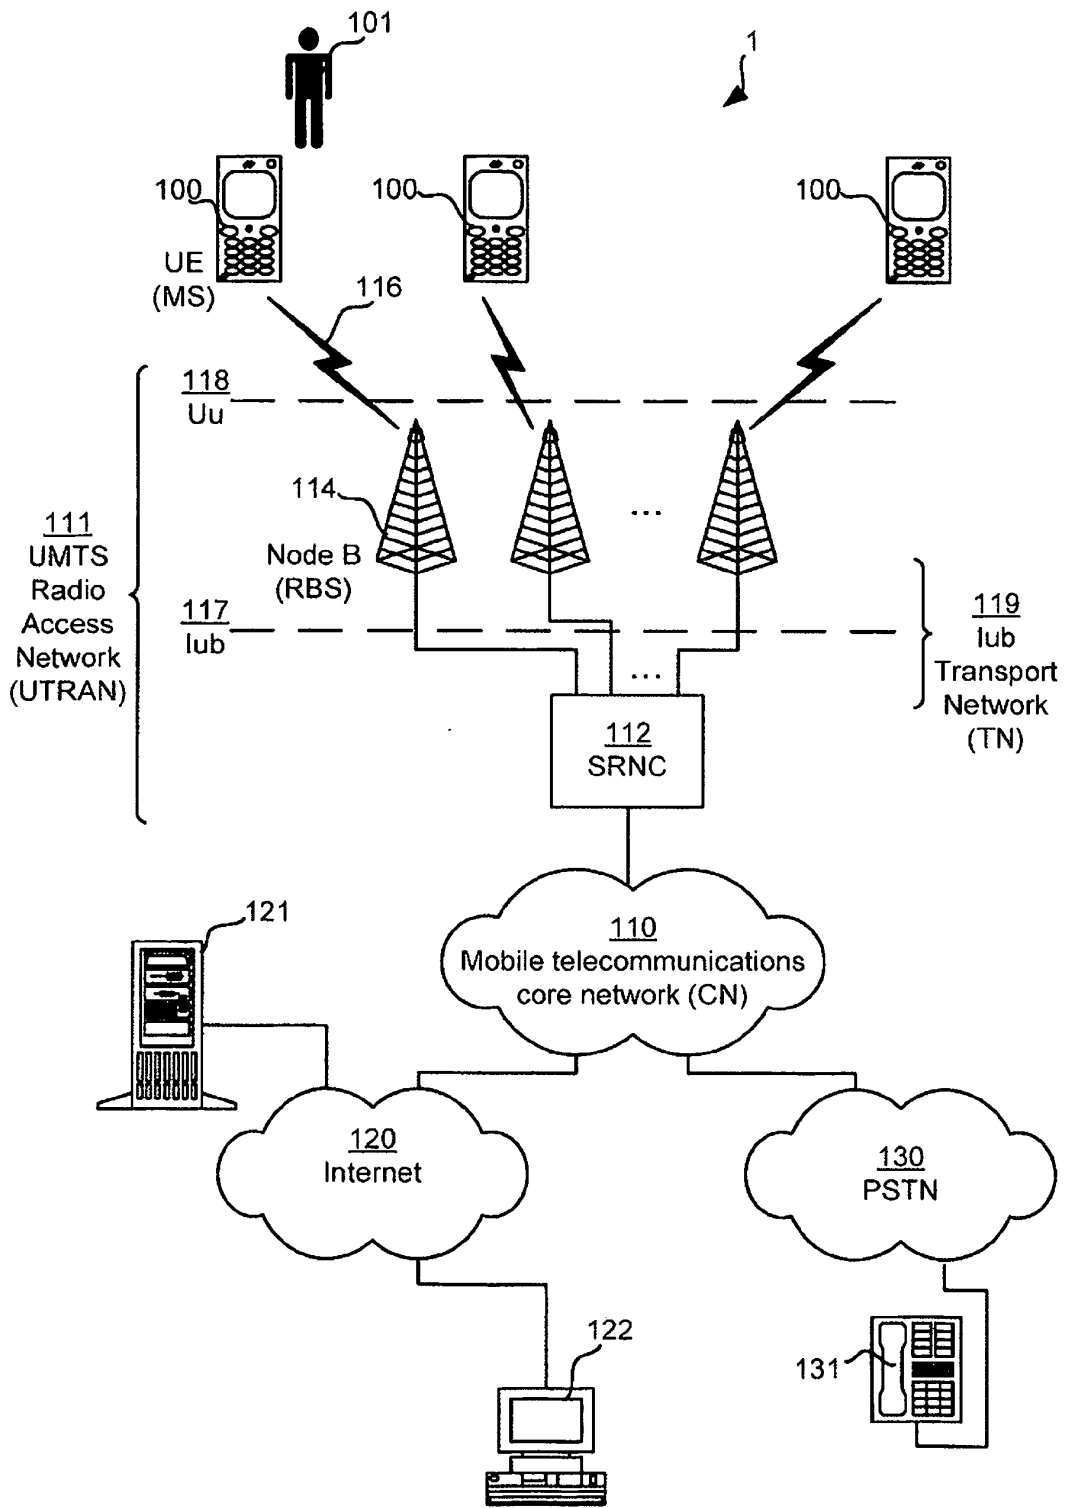 101
1
100
100
100
UE
(MS)
116
118
Uu
114
...
111
UMTS
Radio
Access
Network
(UTRAN)
Node B
(RBS)
117
Iub
119
Iub
Transport
Network
(TN)
...
112
SRNC
110
Mobile telecommunications
core network (CN)
121
120
Internet
130
PSTN
122
131